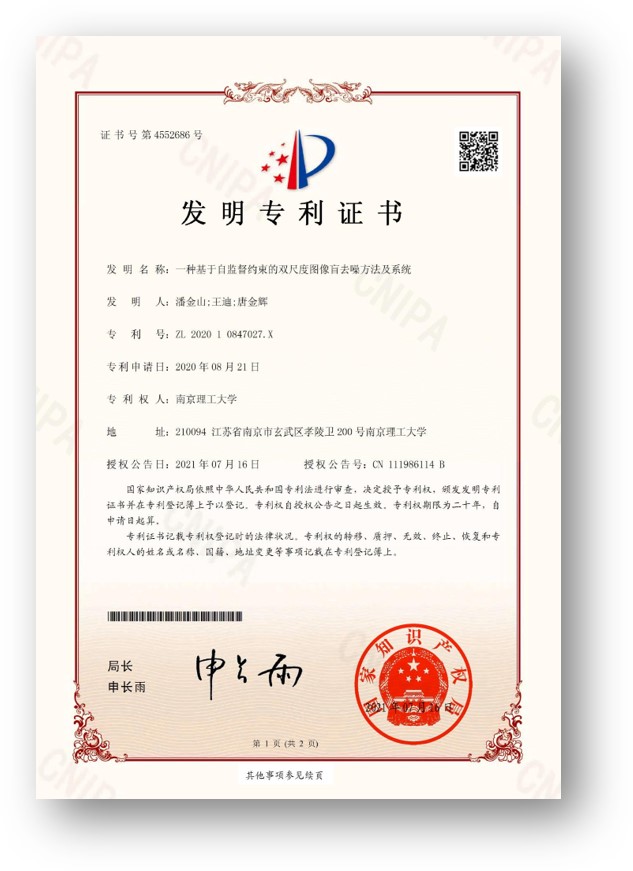 证书号第4552686号
发明专利证书
发 明 名 称：一种基于自监督约束的双尺度图像盲去噪方法及系统
发 明 人：潘金山;王迪;唐金辉
专 利 号：ZL 2020 1 0847027.X
专利申请日：2020年08月21日
专 利 权 人：南京理工大学
地 址：210094 江苏省南京市玄武区孝陵卫200号南京理工大学
授权公告日：2021年07月16日 授权公告号：CN 111986114 B
国家知识产权局依照中华人民共和国专利法进行审查，决定授予专利权，颁发发明专利
证书并在专利登记簿上予以登记。专利权自授权公告之日起生效。专利权期限为二十年，自
申请日起算。
专利证书记载专利权登记时的法律状况。专利权的转移、质押、无效、终止、恢复和专
利权人的姓名或名称、国籍、地址变更等事项记载在专利登记簿上。
局长
申长雨
申长雨
国家知识产权局
2021年07月16日
第 1 页 (共 2 页)
其他事项参见续页
CNIPA
CNIPA
CNIPA
CNIPA
CNIPA
CNIPA